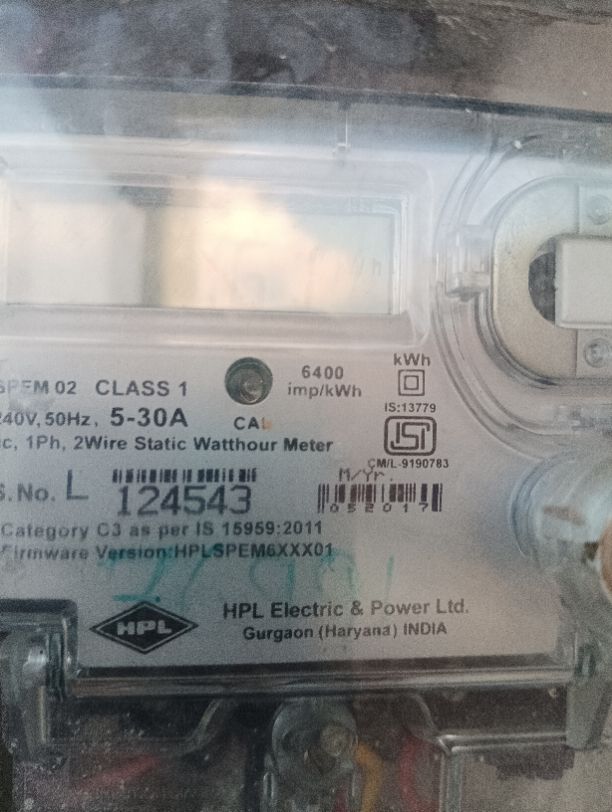 SPEM 02 CLASS 1
240V, 50Hz, 5-30A
CAL
6400
imp/kWh
kWh
IS:13779
ISI
CM/L-9190783
ac, 1Ph, 2Wire Static Watthour Meter
S.No. L 124543
M/Yr.
052017
Category C3 as per IS 15959:2011
Firmware Version:HPLSPEM6XXX01
HPL
HPL Electric & Power Ltd.
Gurgaon (Haryana) INDIA